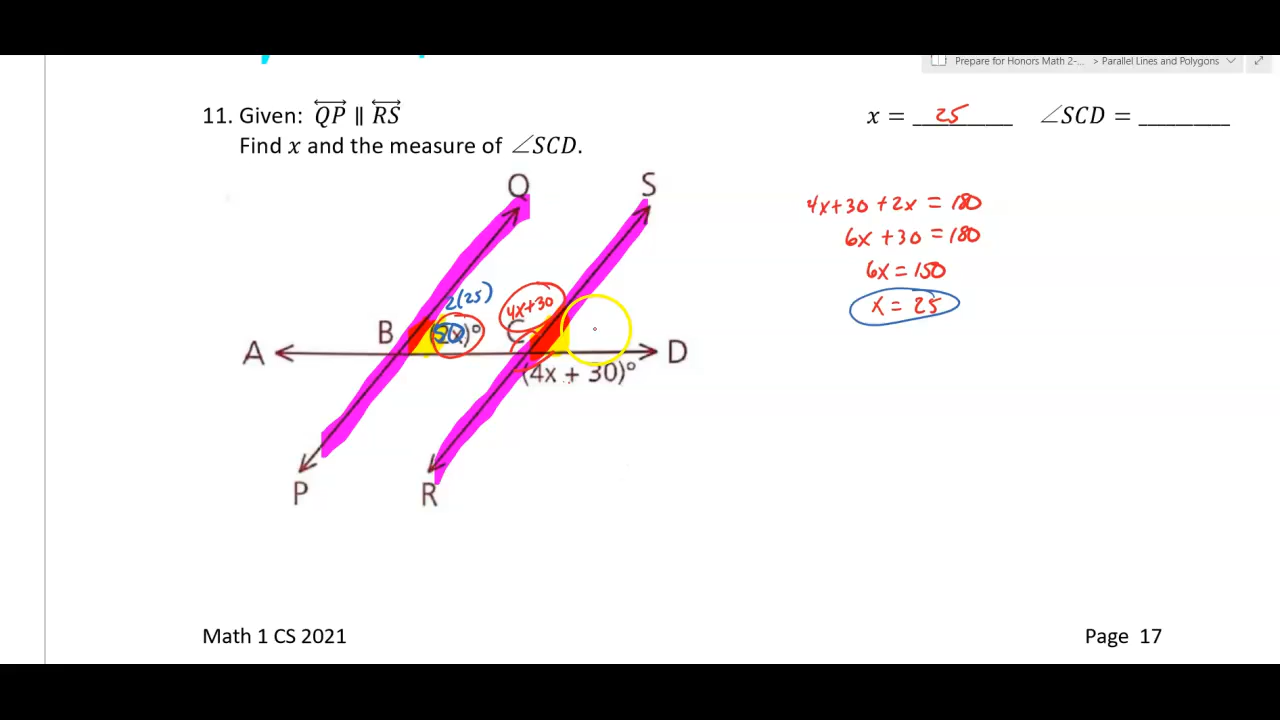 Prepare for Honors Math 2-... > Parallel Lines and Polygons
11. Given: QP ∥ RS
x = 25 ∠SCD = ________
Find x and the measure of ∠SCD.
Q S
4x+30 +2x = 180
6x +30 = 180
6x = 150
2(25) 4x+30
x = 25
B C
A D
(4x + 30)°
P R
Math 1 CS 2021 Page 17